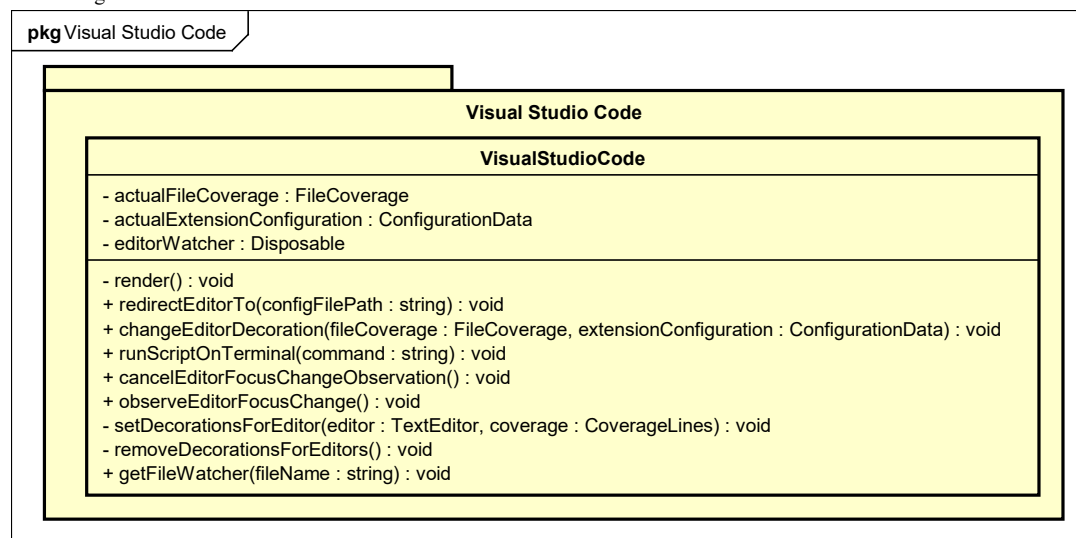 pkg Visual Studio Code
Visual Studio Code
VisualStudioCode
- actualFileCoverage : FileCoverage
- actualExtensionConfiguration : ConfigurationData
- editorWatcher : Disposable
- render() : void
+ redirectEditorTo(configFilePath : string) : void
+ changeEditorDecoration(fileCoverage : FileCoverage, extensionConfiguration : ConfigurationData) : void
+ runScriptOnTerminal(command : string) : void
+ cancelEditorFocusChangeObservation() : void
+ observeEditorFocusChange() : void
- setDecorationsForEditor(editor : TextEditor, coverage : CoverageLines) : void
- removeDecorationsForEditors() : void
+ getFileWatcher(fileName : string) : void